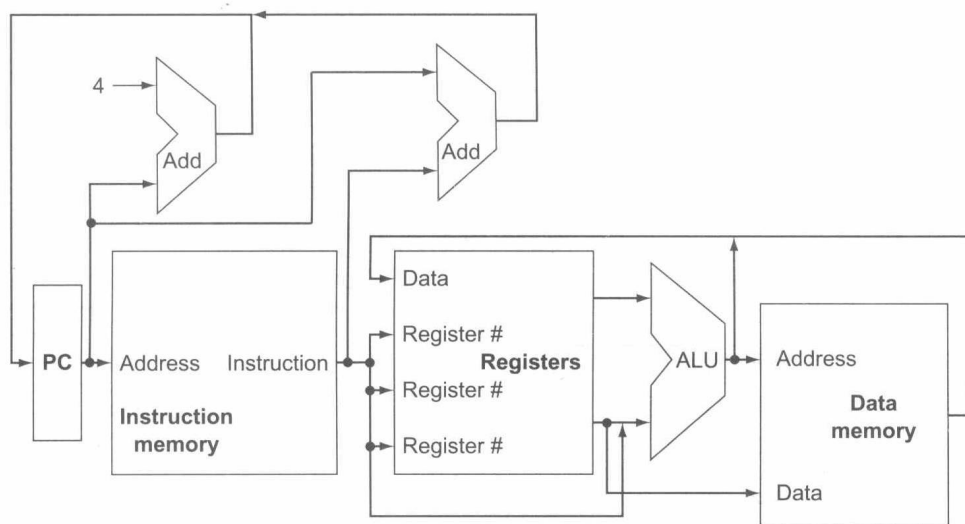 4
Add
Add
PC
Address
Instruction
Instruction
memory
Data
Register #
Register #
Register #
Registers
ALU
Address
Data
memory
Data